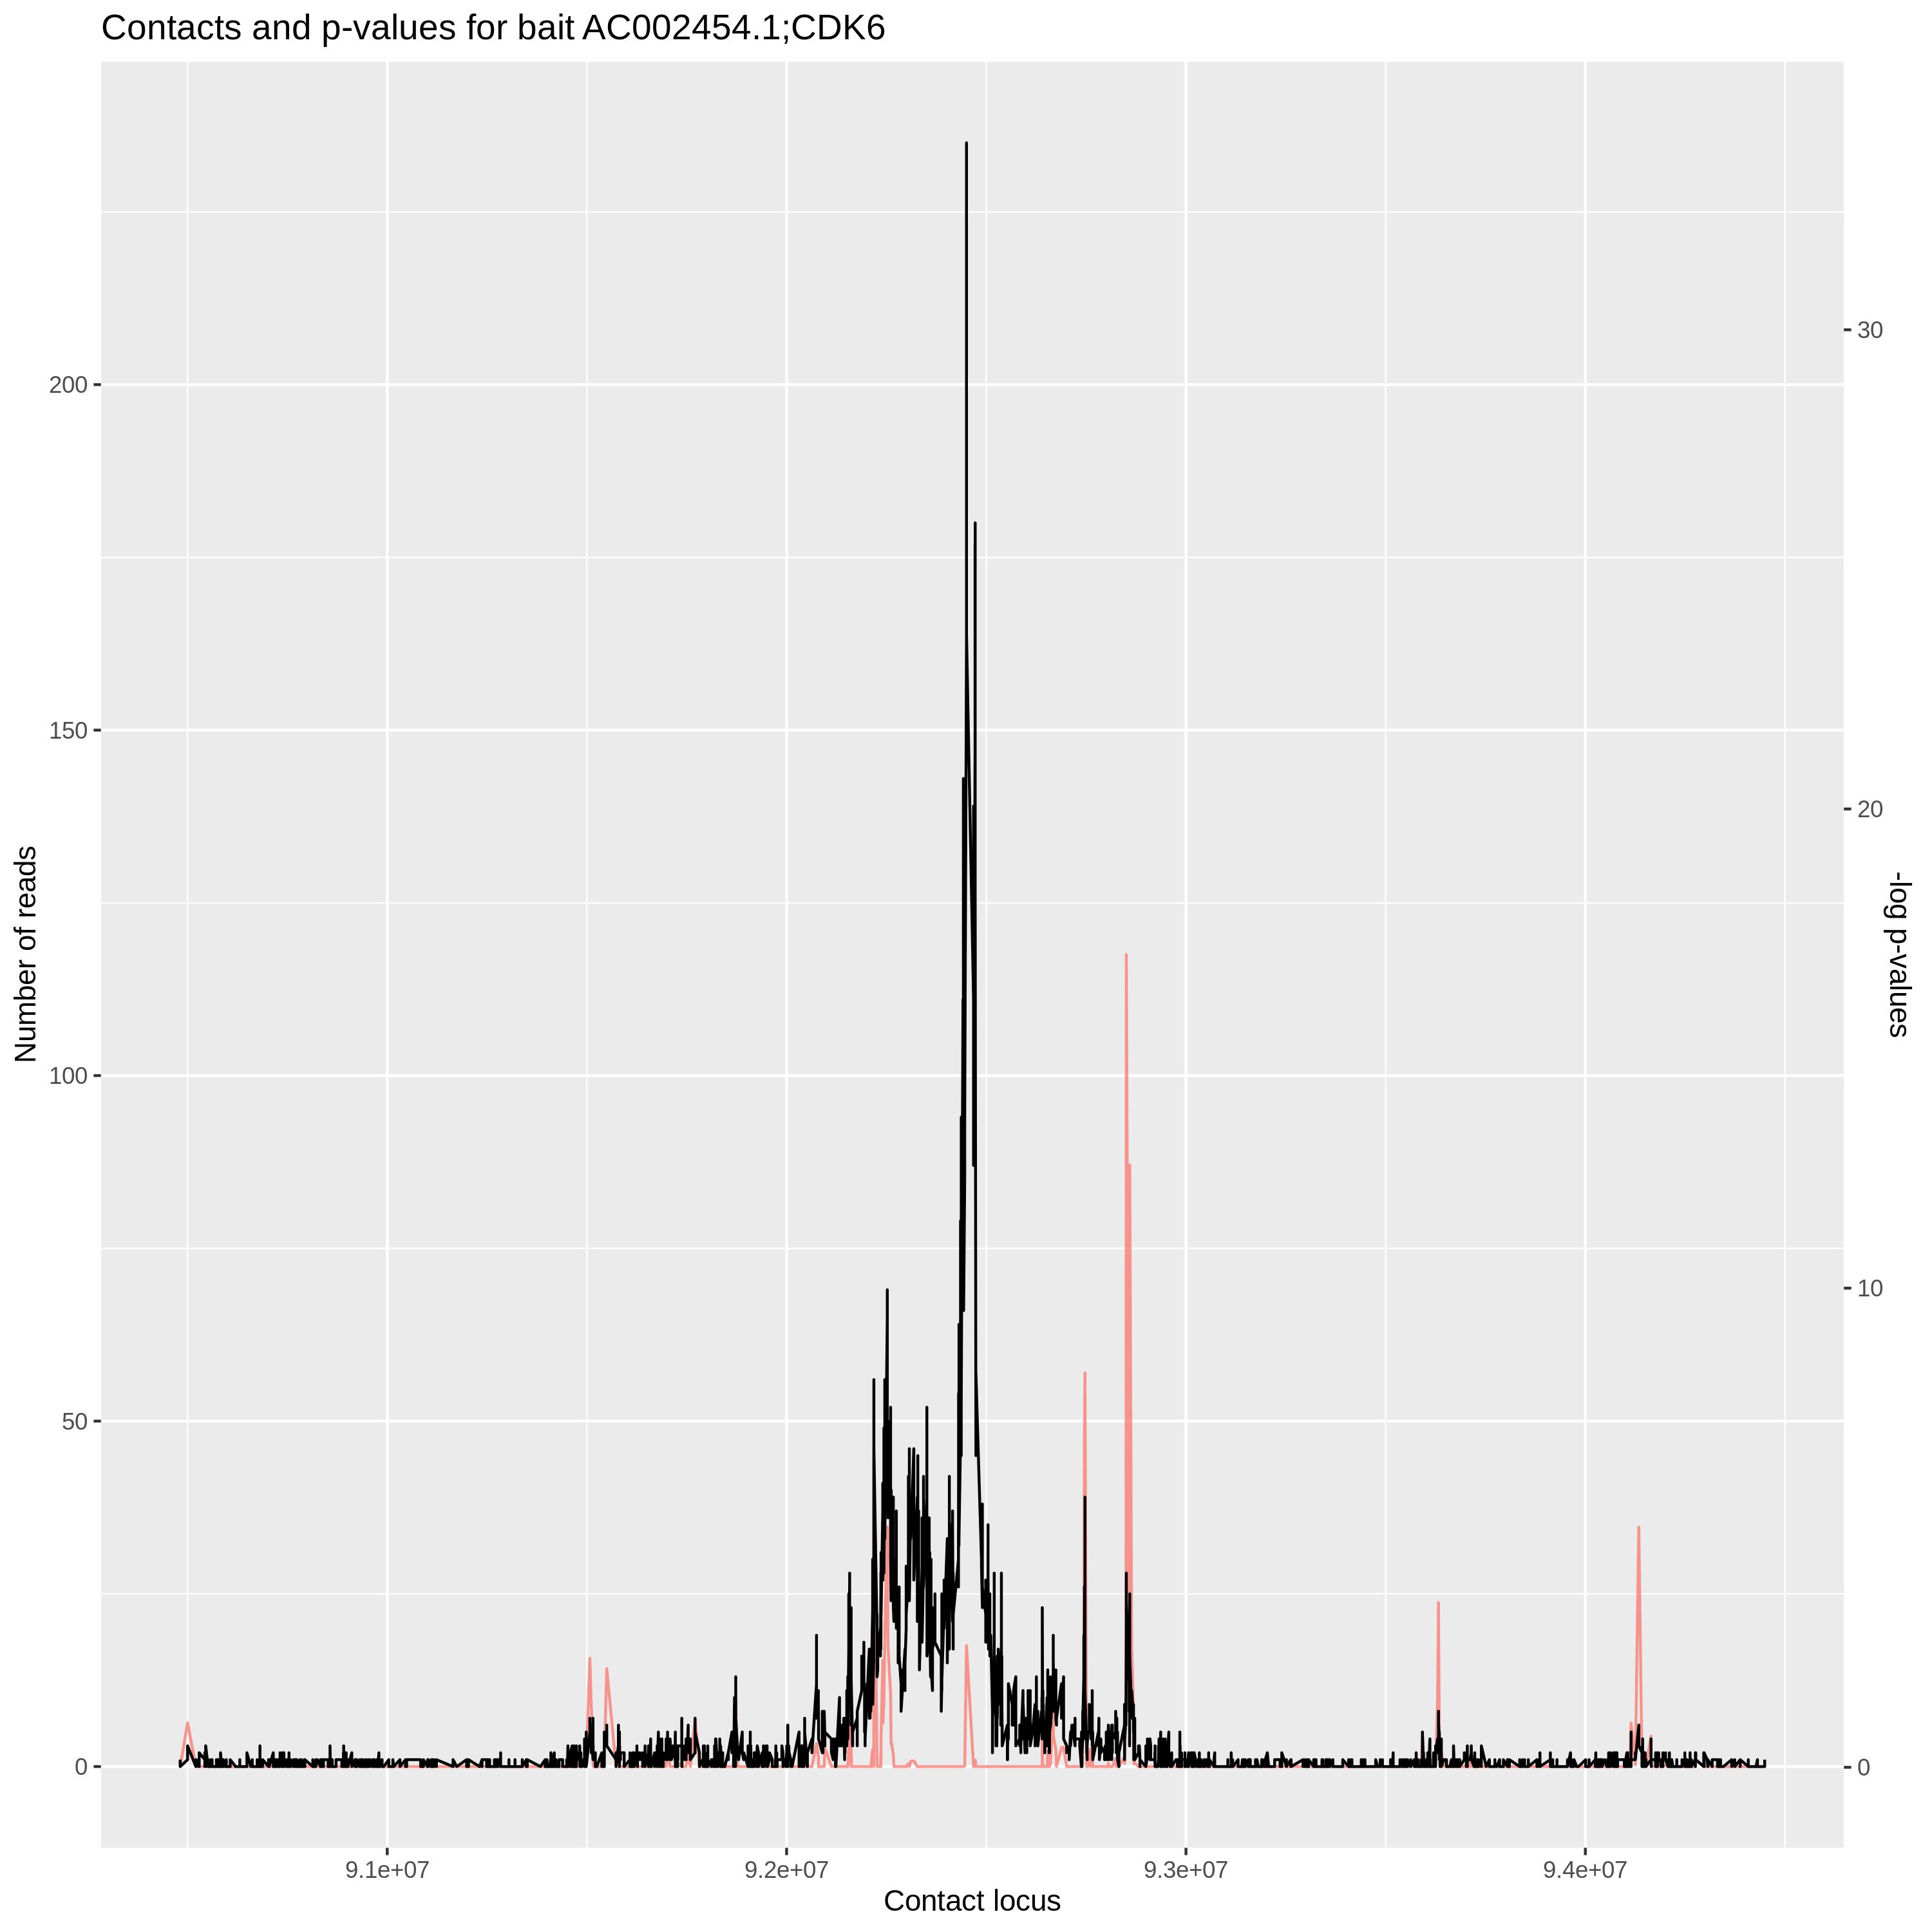 Contacts and p-values for bait AC002454.1;CDK6
Number of reads
200
150
100
50
0
30
20
10
0
-log p-values
9.1e+07
9.2e+07
9.3e+07
9.4e+07
Contact locus